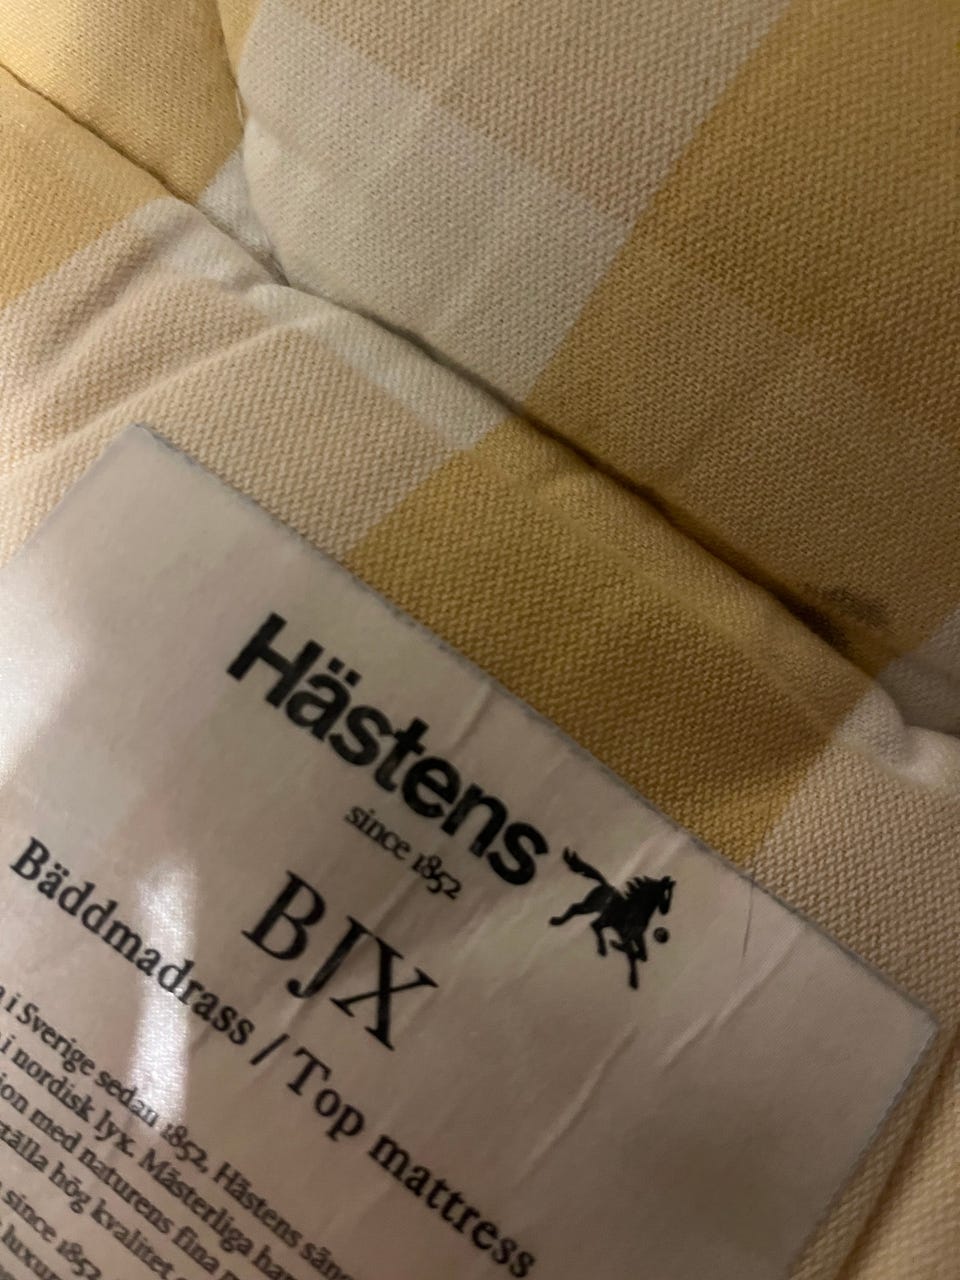 Hästens
since 1852
BJX
Bäddmadrass / Top mattress
i Sverige sedan 1852, Hästens
i nordisk lyx. Mästerliga
med naturens fina
hög kvalitet
since 1852